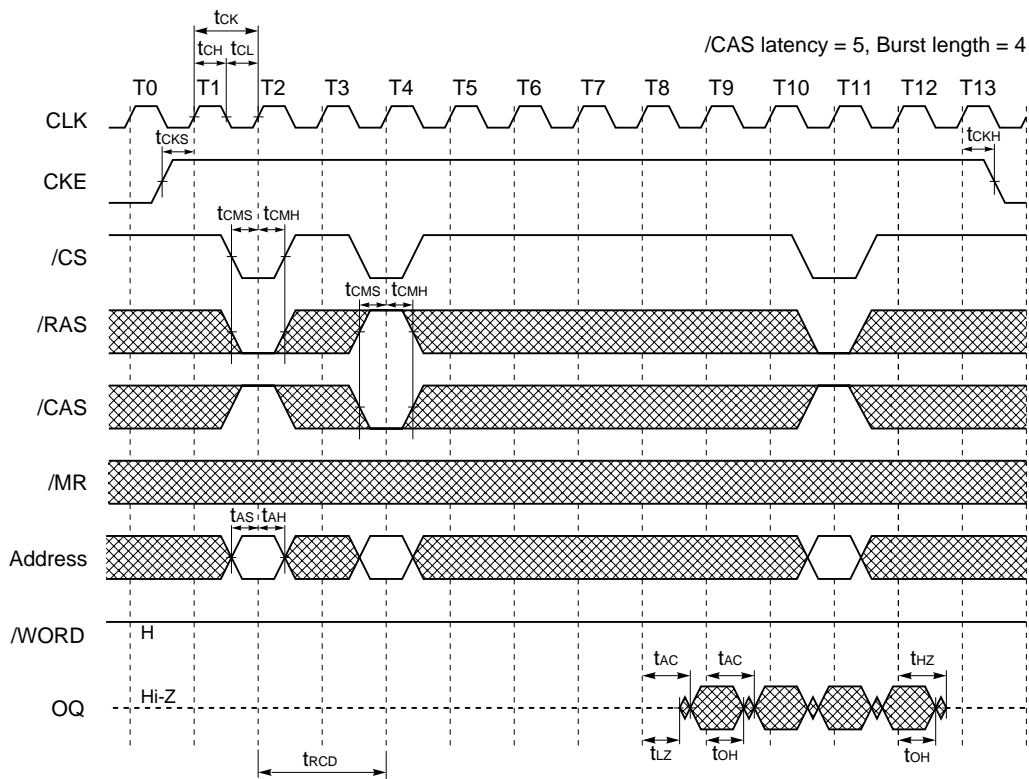 tCK
tCH tCL
/CAS latency = 5, Burst length = 4
T0 T1 T2 T3 T4 T5 T6 T7 T8 T9 T10 T11 T12 T13
CLK
tCKS tCKH
CKE
tCMS tCMH
/CS
tCMS tCMH
/RAS
/CAS
/MR
tAS tAH
Address
/WORD H
tAC tAC tHZ
OQ Hi-Z
tLZ tOH tOH
tRCD